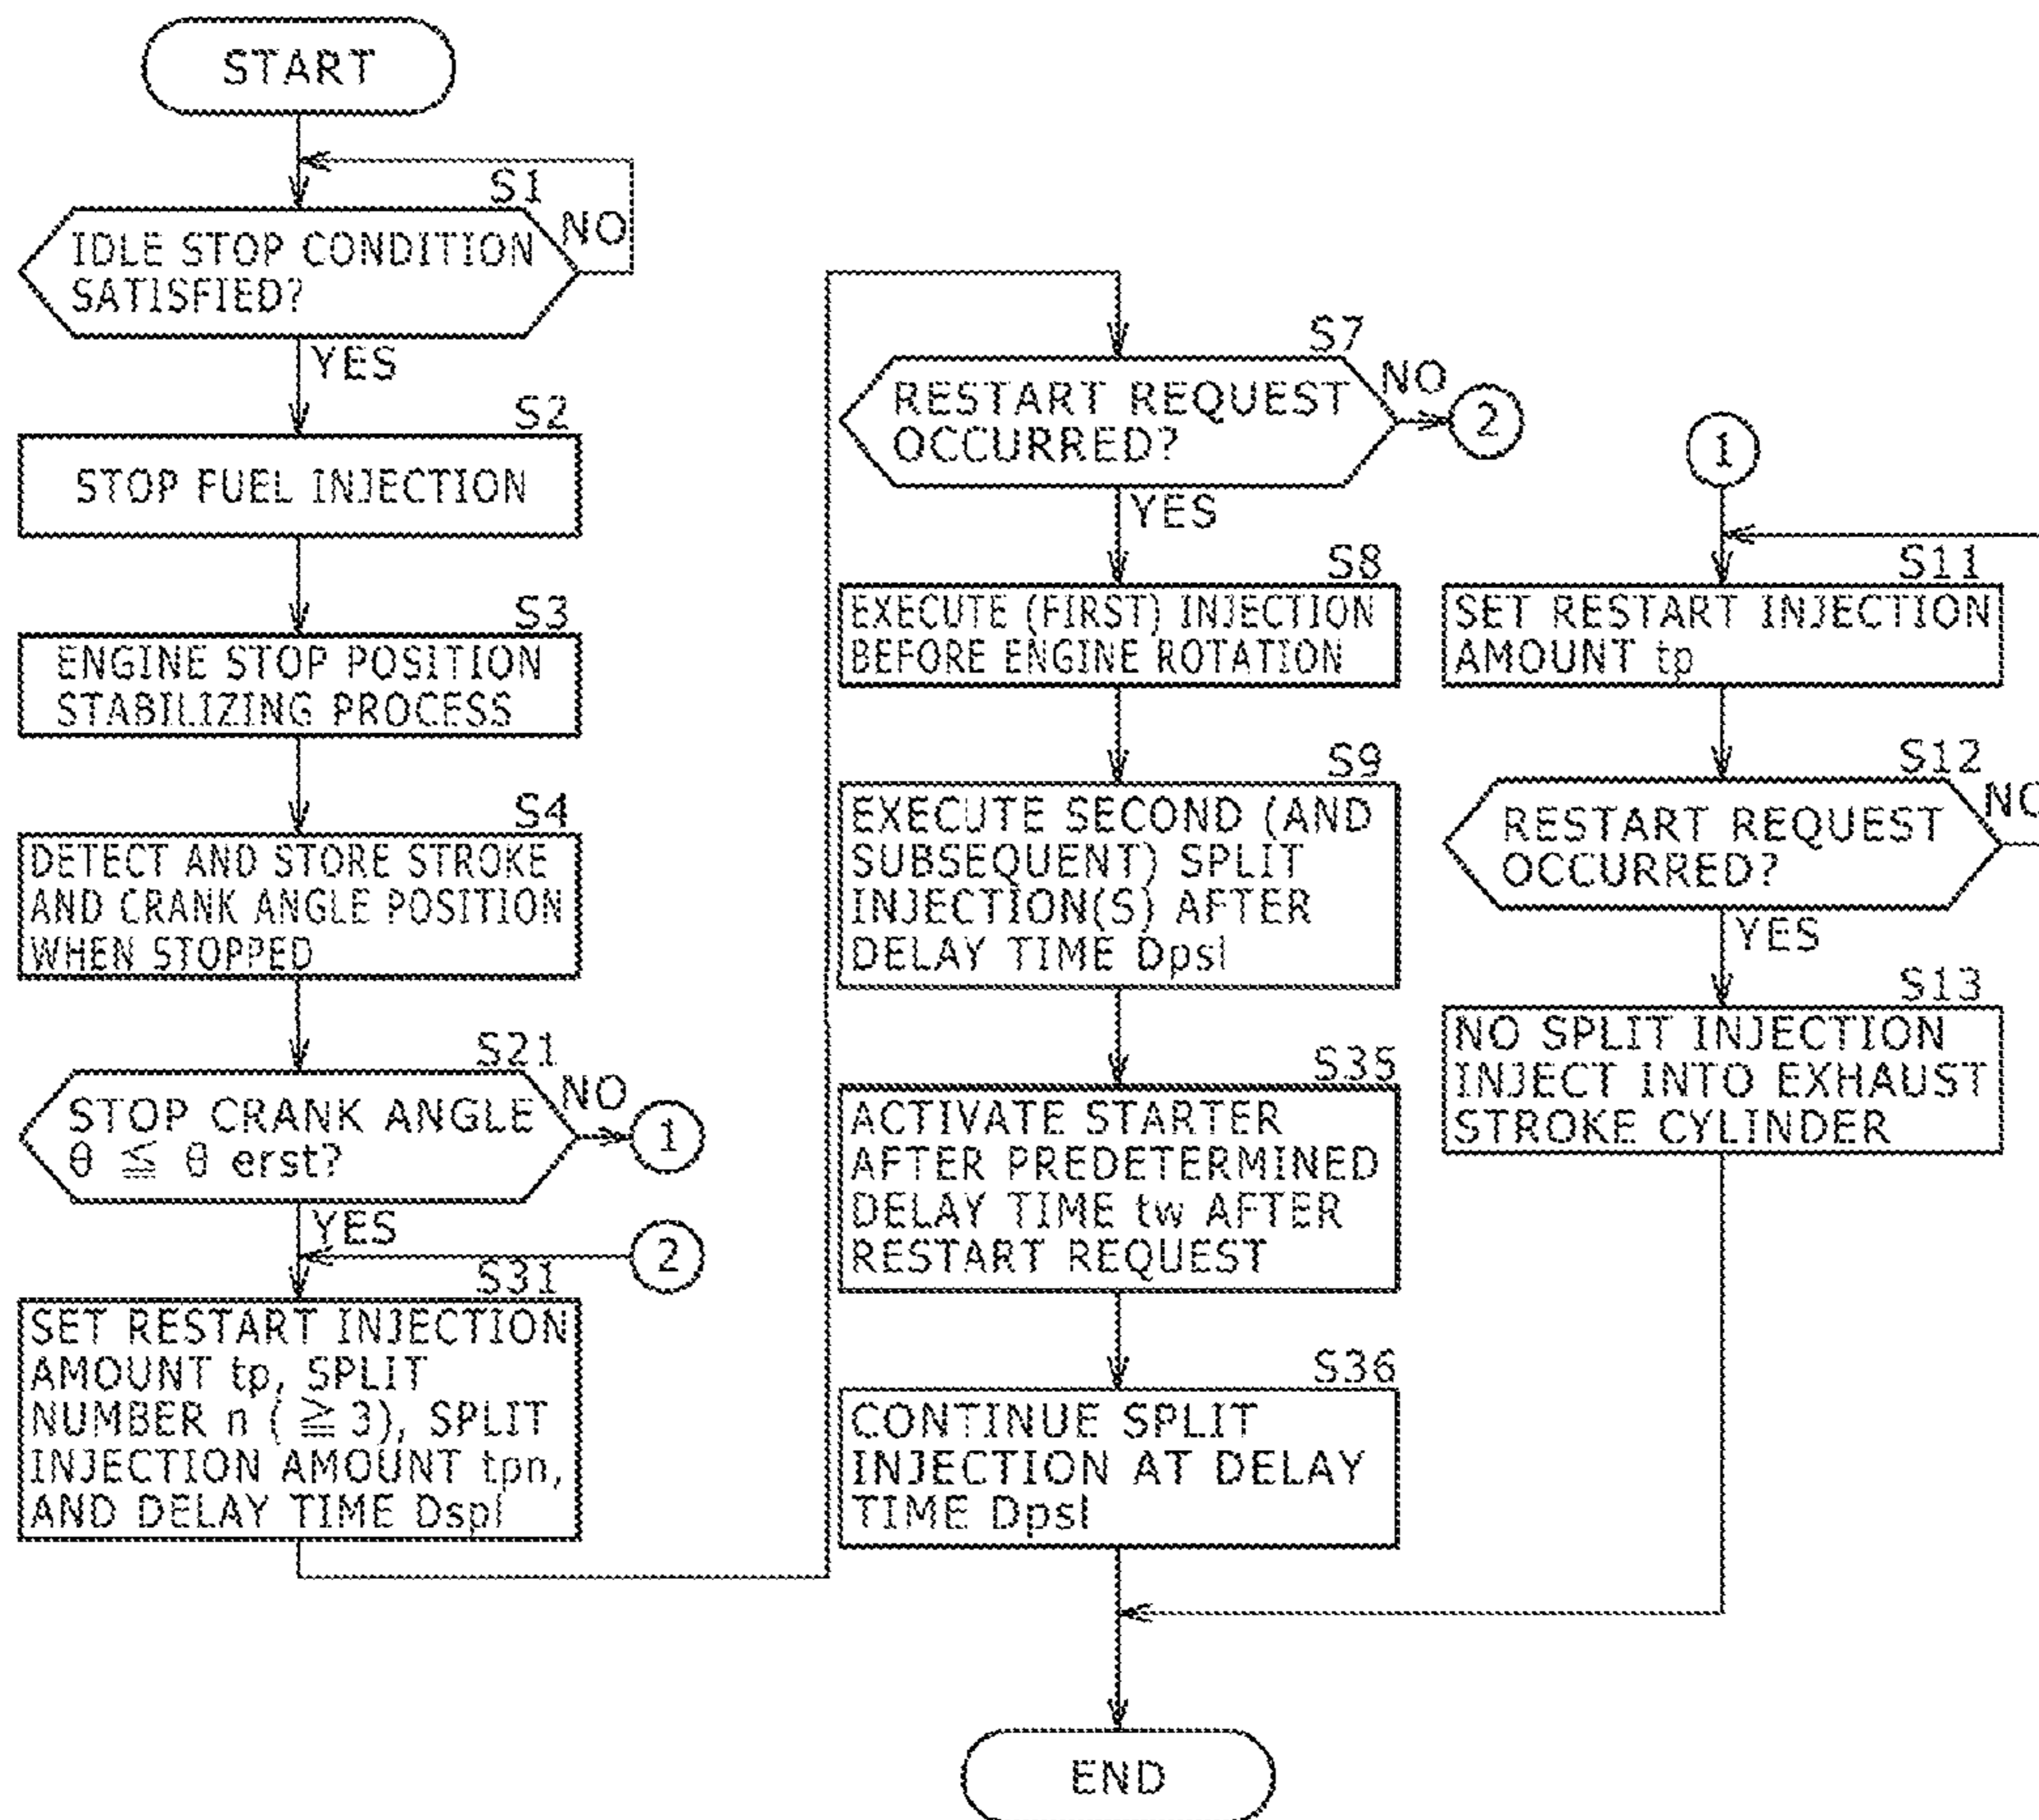 START
S1
NO
IDLE STOP CONDITION
SATISFIED?
YES
S2
STOP FUEL INJECTION
S3
ENGINE STOP POSITION
STABILIZING PROCESS
S4
DETECT AND STORE STROKE
AND CRANK ANGLE POSITION
WHEN STOPPED
S21
NO
STOP CRANK ANGLE
θ ≦ θ erst?
1
YES
2
S31
SET RESTART INJECTION
AMOUNT tp, SPLIT
NUMBER n ( ≧ 3), SPLIT
INJECTION AMOUNT tpn,
AND DELAY TIME Dspl
S7
NO
RESTART REQUEST
OCCURRED?
2
YES
S8
EXECUTE (FIRST) INJECTION
BEFORE ENGINE ROTATION
S9
EXECUTE SECOND (AND
SUBSEQUENT) SPLIT
INJECTION(S) AFTER
DELAY TIME Dpsl
S35
ACTIVATE STARTER
AFTER PREDETERMINED
DELAY TIME tw AFTER
RESTART REQUEST
S36
CONTINUE SPLIT
INJECTION AT DELAY
TIME Dpsl
END
1
S11
SET RESTART INJECTION
AMOUNT tp
S12
NO
RESTART REQUEST
OCCURRED?
YES
S13
NO SPLIT INJECTION
INJECT INTO EXHAUST
STROKE CYLINDER